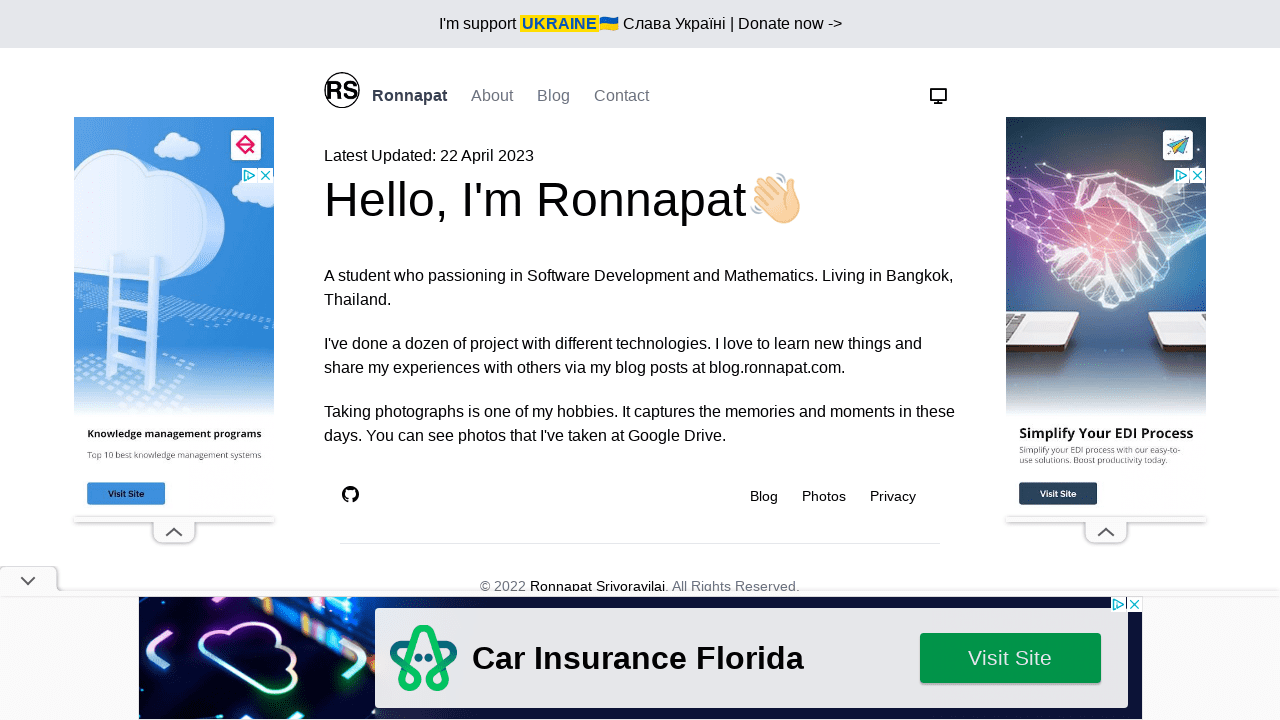 I'm support UKRAINE🇺🇦 Слава Україні | Donate now ->
RS Ronnapat About Blog Contact
Latest Updated: 22 April 2023
Hello, I'm Ronnapat👋🏻
A student who passioning in Software Development and Mathematics. Living in Bangkok,
Thailand.
I've done a dozen of project with different technologies. I love to learn new things and
share my experiences with others via my blog posts at blog.ronnapat.com.
Taking photographs is one of my hobbies. It captures the memories and moments in these
days. You can see photos that I've taken at Google Drive.
Blog Photos Privacy
© 2022 Ronnapat Srivoravilai. All Rights Reserved.
Knowledge management programs
Top 10 best knowledge management systems
Visit Site
Simplify Your EDI Process
Simplify your EDI process with our easy-to-
use solutions. Boost productivity today.
Visit Site
Car Insurance Florida
Visit Site